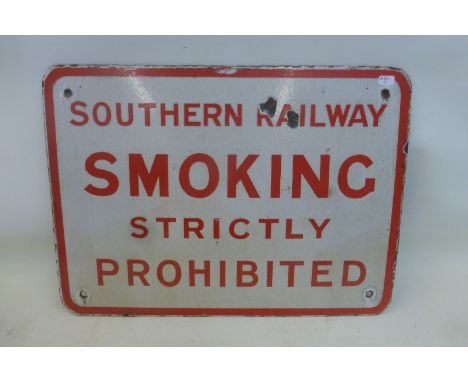 SOUTHERN RAILWAY
SMOKING
STRICTLY
PROHIBITED